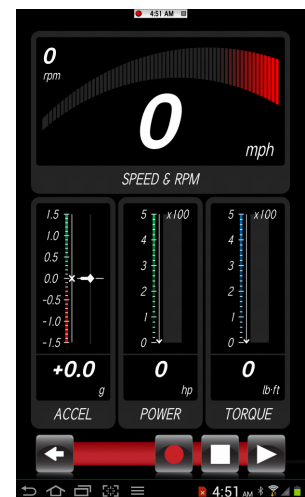 4:51 AM
0
rpm
0
mph
SPEED & RPM
1.5
1.0
0.5
0.0
-0.5
-1.0
-1.5
+0.0
g
ACCEL
5 x100
4
3
2
1
0
0
hp
POWER
5 x100
4
3
2
1
0
0
lb·ft
TORQUE
4:51 AM